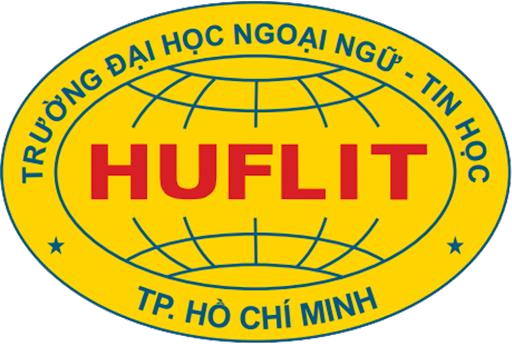 TRƯỜNG ĐẠI HỌC NGOẠI NGỮ - TIN HỌC
HUFLIT
TP. HỒ CHÍ MINH